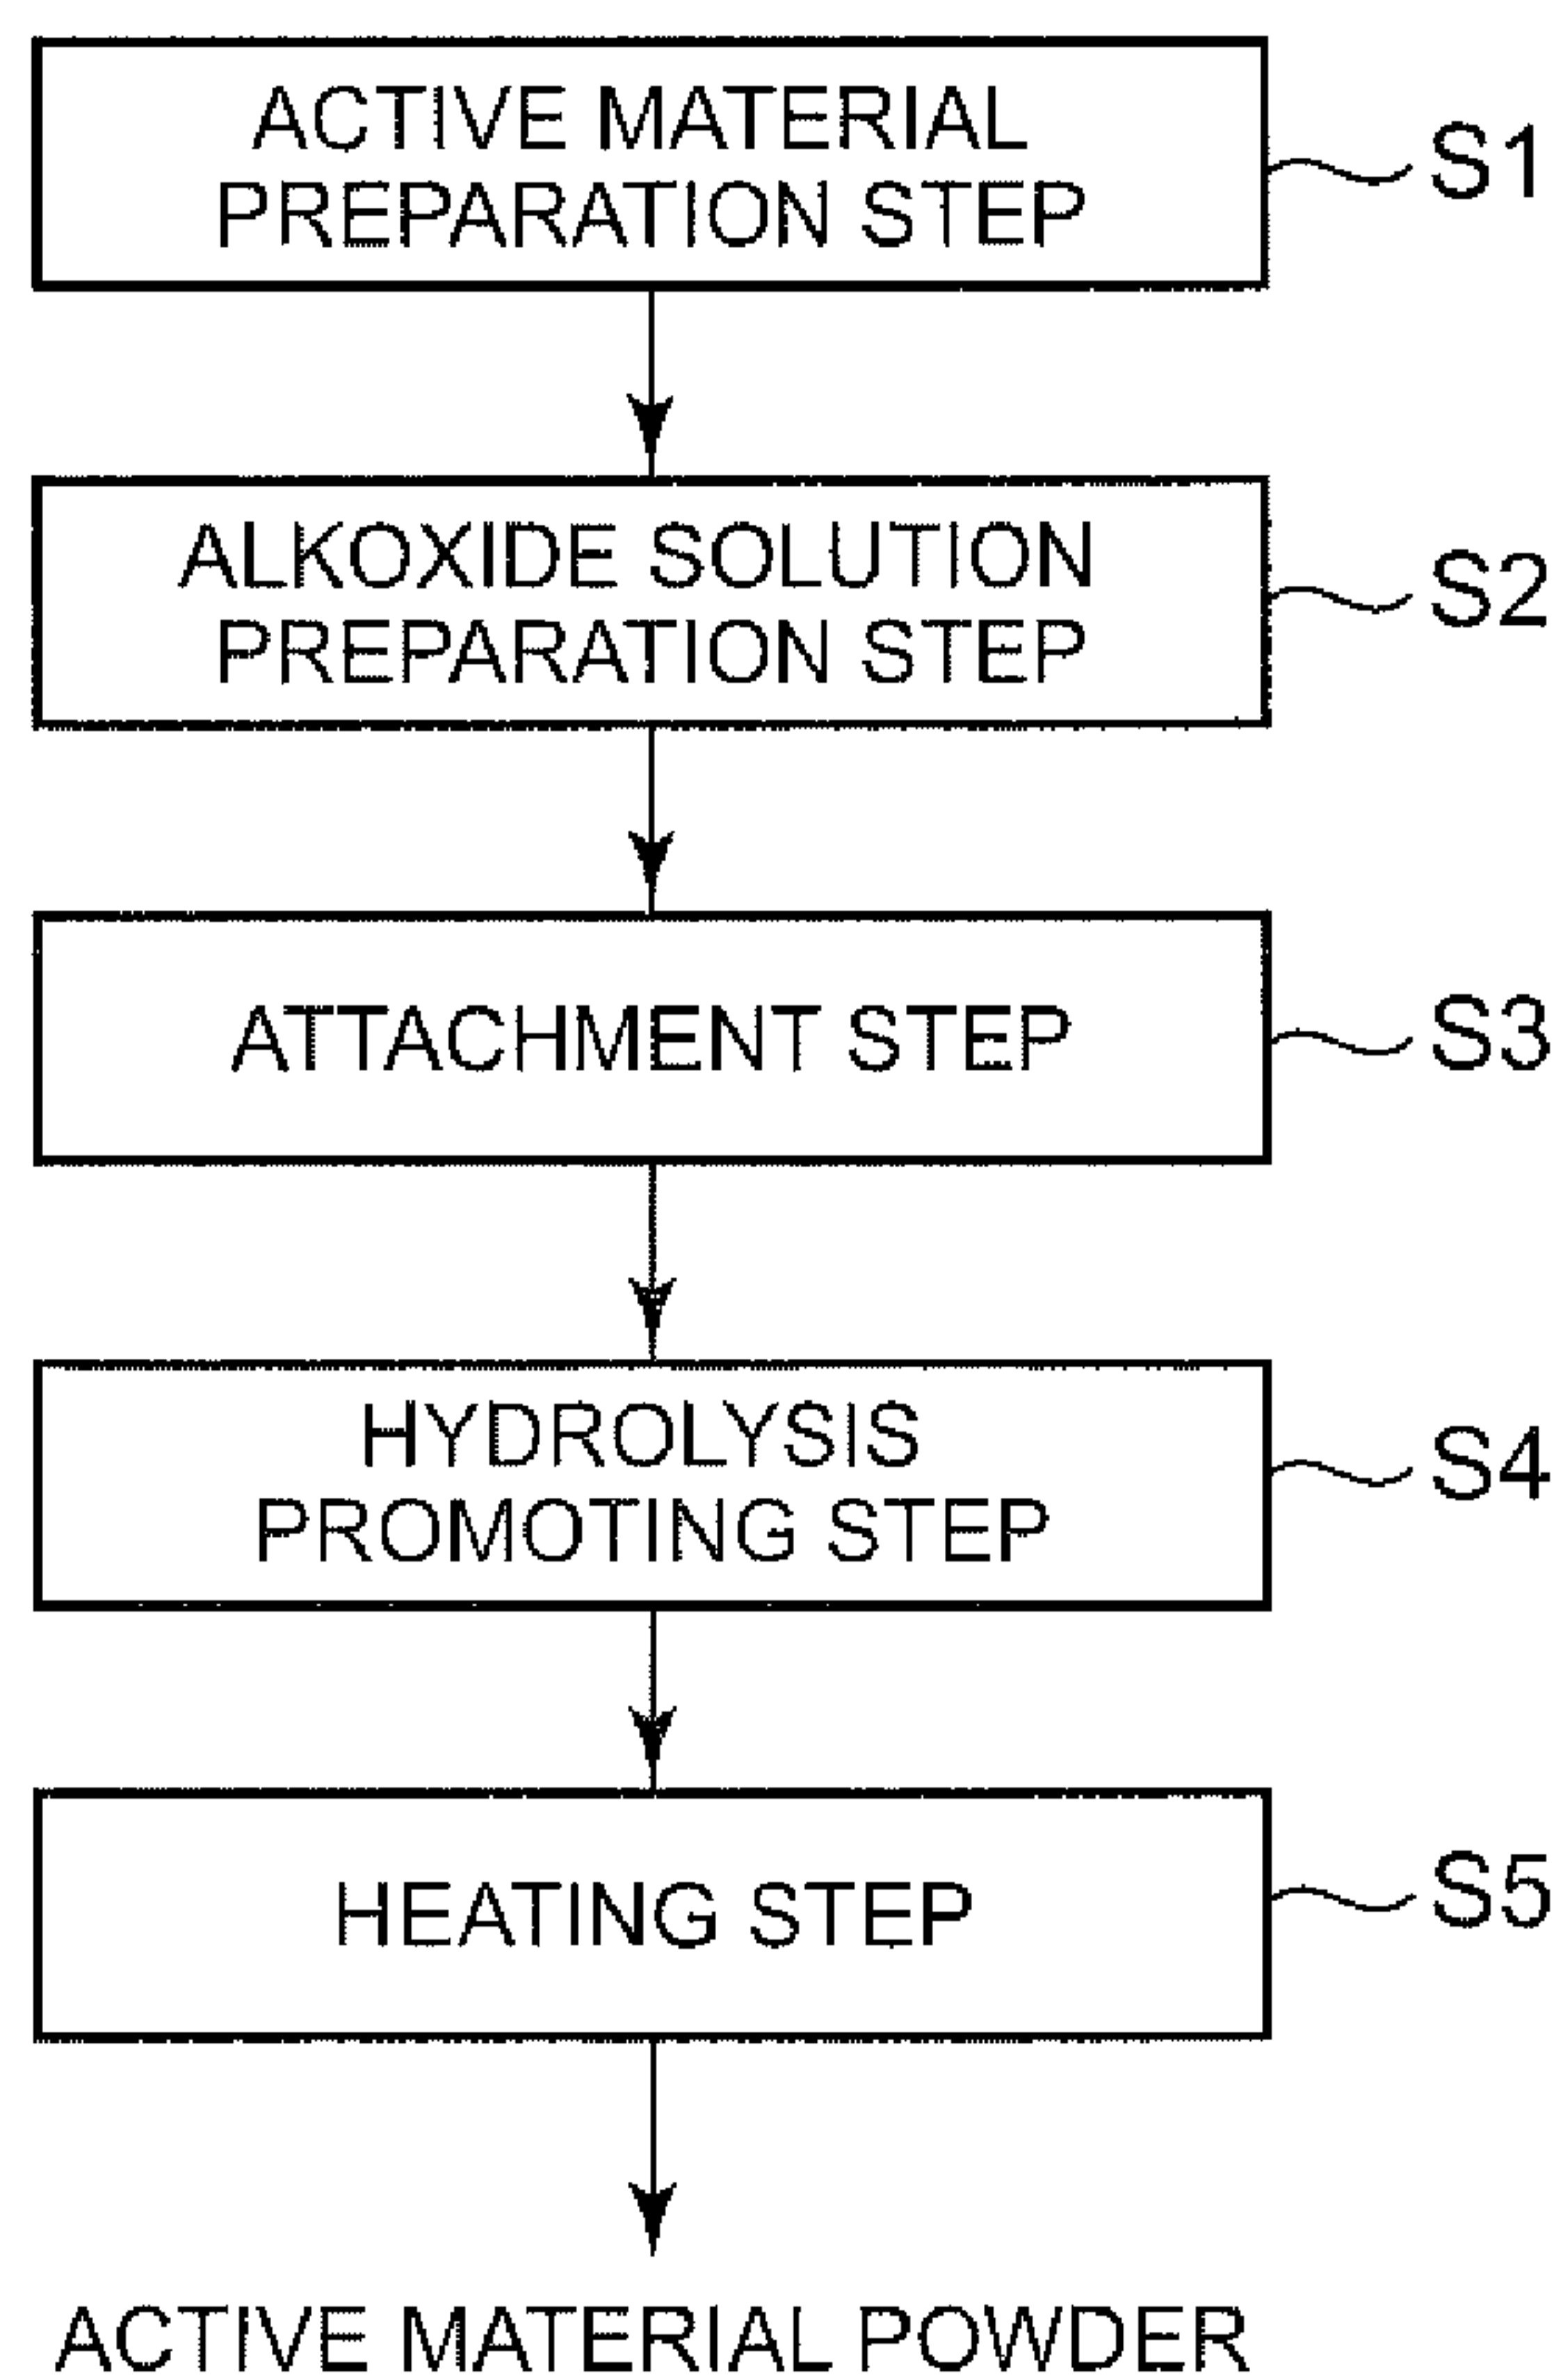 ACTIVE MATERIAL
PREPARATION STEP
S1
ALKOXIDE SOLUTION
PREPARATION STEP
S2
ATTACHMENT STEP
S3
HYDROLYSIS
PROMOTING STEP
S4
HEATING STEP
S5
ACTIVE MATERIAL POWDER